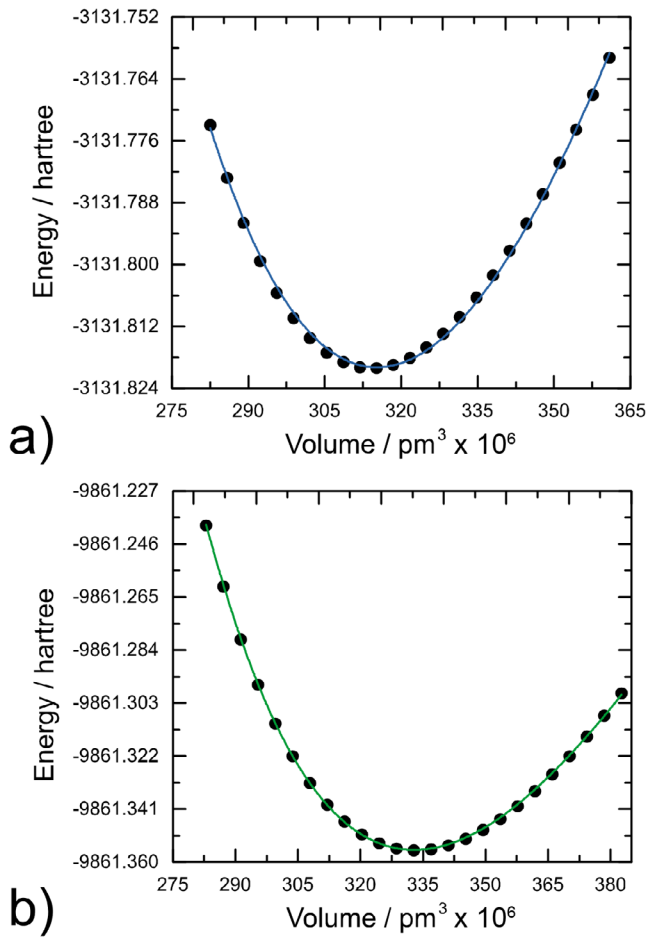 -3131.752
-3131.764
-3131.776
-3131.788
-3131.800
-3131.812
-3131.824
Energy / hartree
275 290 305 320 335 350 365
Volume / pm³ x 10⁶
a)
-9861.227
-9861.246
-9861.265
-9861.284
-9861.303
-9861.322
-9861.341
-9861.360
Energy / hartree
275 290 305 320 335 350 365 380
Volume / pm³ x 10⁶
b)